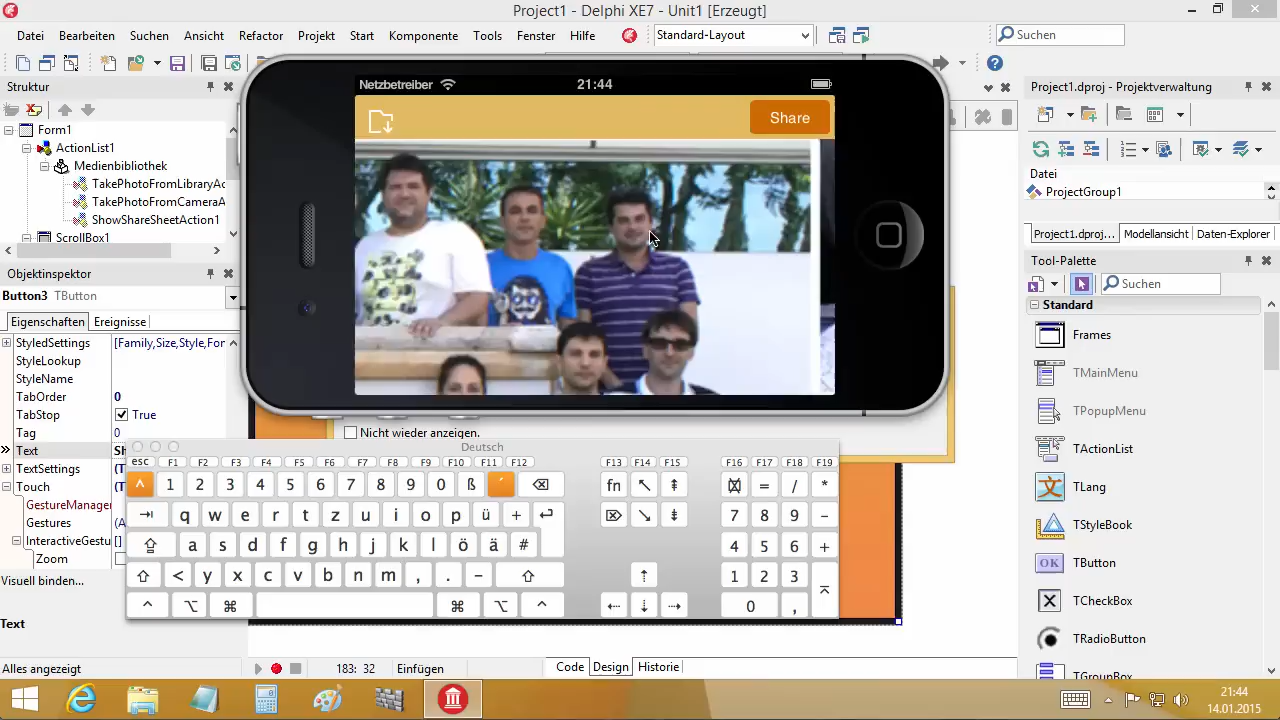 Project1 - Delphi XE7 - Unit1 [Erzeugt]
Datei Bearbeiten Suchen Ansicht Refactor Projekt Start Komponente Tools Fenster Hilfe Standard-Layout Suchen
Struktur
Form1
ActionList1
Medienbibliothek
TakePhotoFromLibraryAc
TakePhotoFromCameraA
ShowShareSheetAction1
ScrollBox1
Objektinspektor
Button3 TButton
Eigenschaften Ereignisse
StyledSettings [Family,Size,Style,For
StyleLookup
StyleName
TabOrder 0
TabStop True
Tag 0
Text
TextSettings
Touch
GestureManager
Gestures
InteractiveGestu []
Zoom
Visuell binden...
Text
Alles angezeigt
Netzbetreiber 21:44
Share
Nicht wieder anzeigen.
Deutsch
esc F1 F2 F3 F4 F5 F6 F7 F8 F9 F10 F11 F12 F13 F14 F15 F16 F17 F18 F19
^ 1 2 3 4 5 6 7 8 9 0 ß ´ fn = / *
q w e r t z u i o p ü + 7 8 9 -
a s d f g h j k l ö ä # 4 5 6 +
< y x c v b n m , . - 1 2 3
0 ,
183: 32 Einfügen Code Design Historie
Project1.dproj - Projektverwaltung
Datei
ProjectGroup1
Project1.dproj... Modellansicht Daten-Explorer
Tool-Palette
Suchen
Standard
Frames
TMainMenu
TPopupMenu
TActionList
TLang
TStyleBook
OK TButton
TCheckBox
TRadioButton
TGroupBox
21:44
14.01.2015